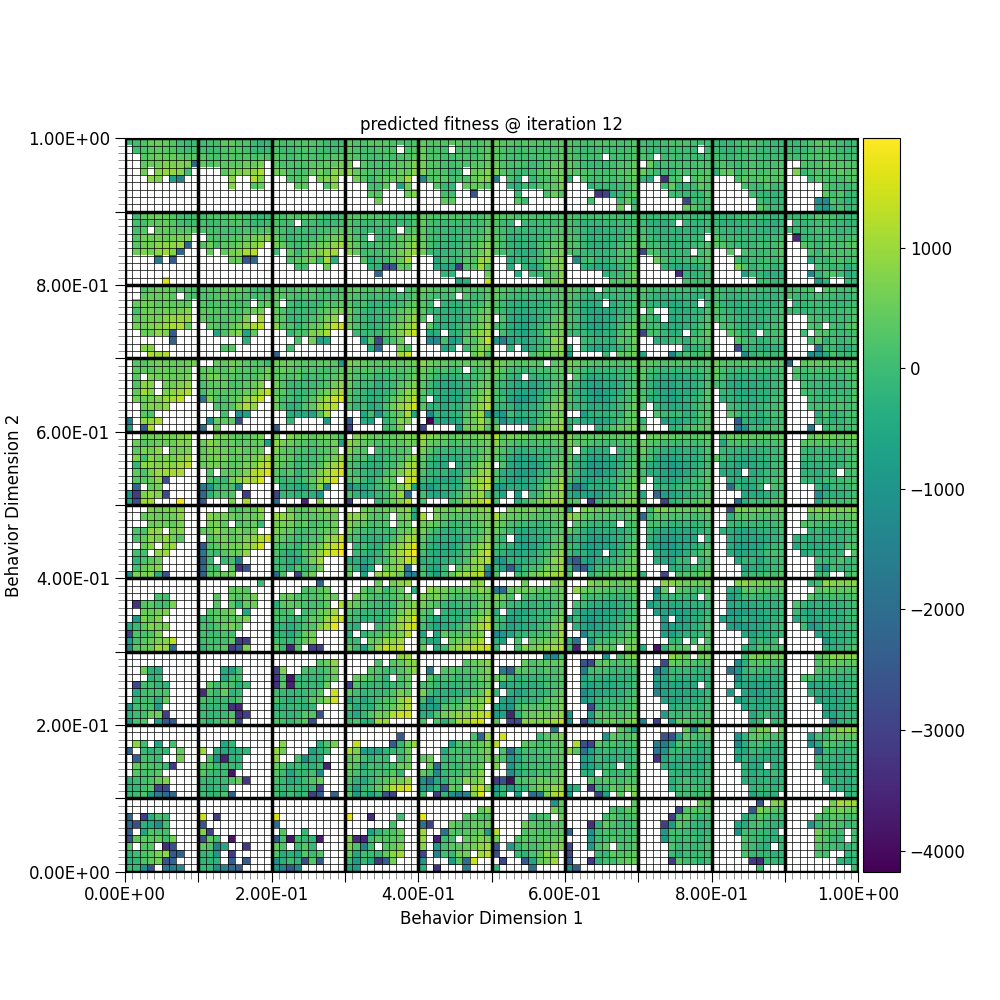 predicted fitness @ iteration 12
1.00E+00
8.00E-01
6.00E-01
4.00E-01
2.00E-01
0.00E+00
Behavior Dimension 2
0.00E+00 2.00E-01 4.00E-01 6.00E-01 8.00E-01 1.00E+00
Behavior Dimension 1
1000
0
−1000
−2000
−3000
−4000